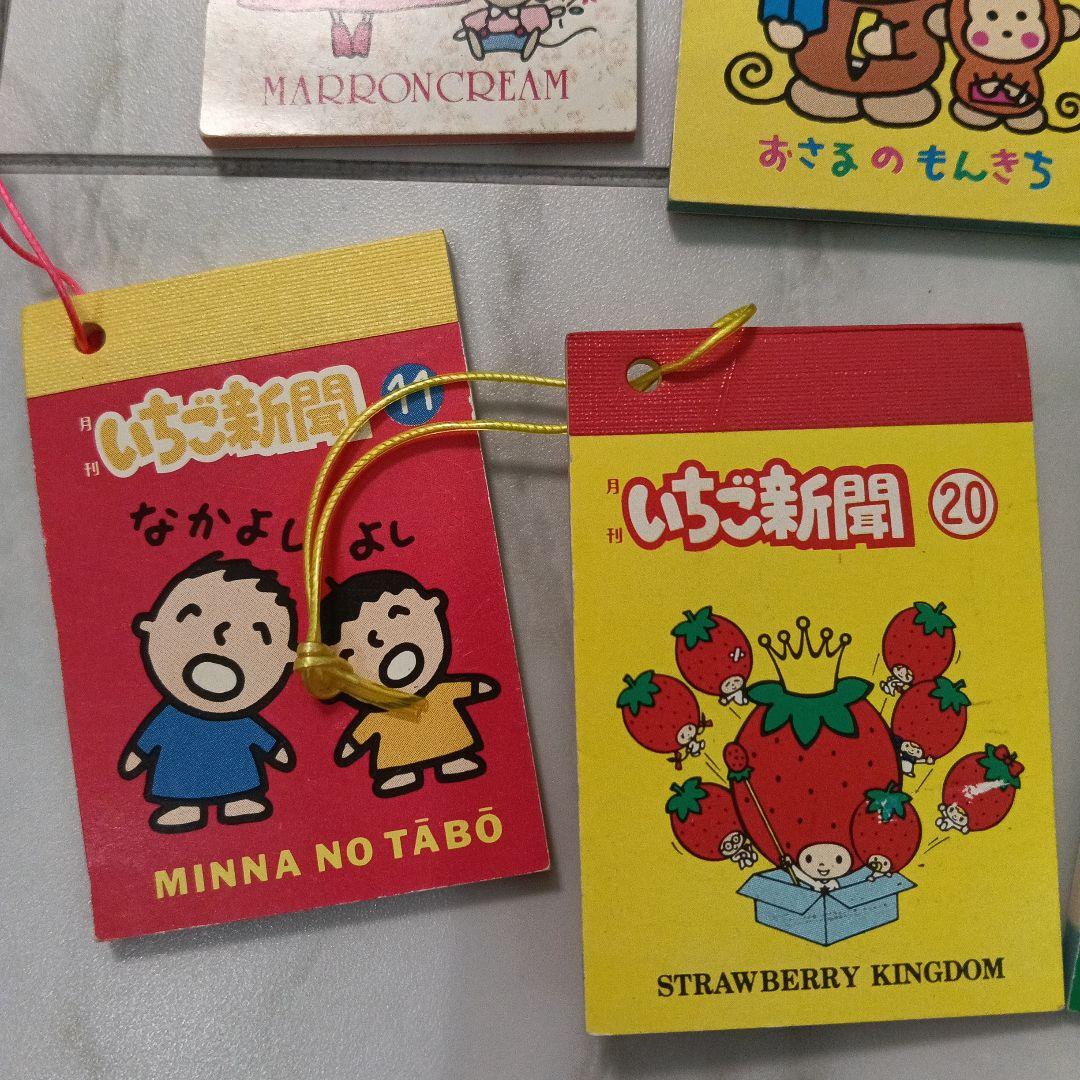 MARRONCREAM
おさるのもんきち
月刊 いちご新聞 11
なかよしよし
MINNA NO TĀBŌ
月刊 いちご新聞 20
STRAWBERRY KINGDOM